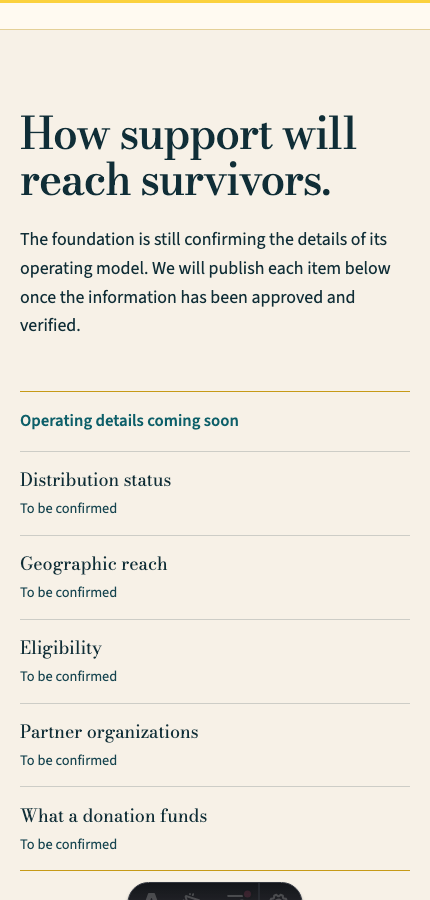 How support will
reach survivors.
The foundation is still confirming the details of its
operating model. We will publish each item below
once the information has been approved and
verified.
Operating details coming soon
Distribution status
To be confirmed
Geographic reach
To be confirmed
Eligibility
To be confirmed
Partner organizations
To be confirmed
What a donation funds
To be confirmed